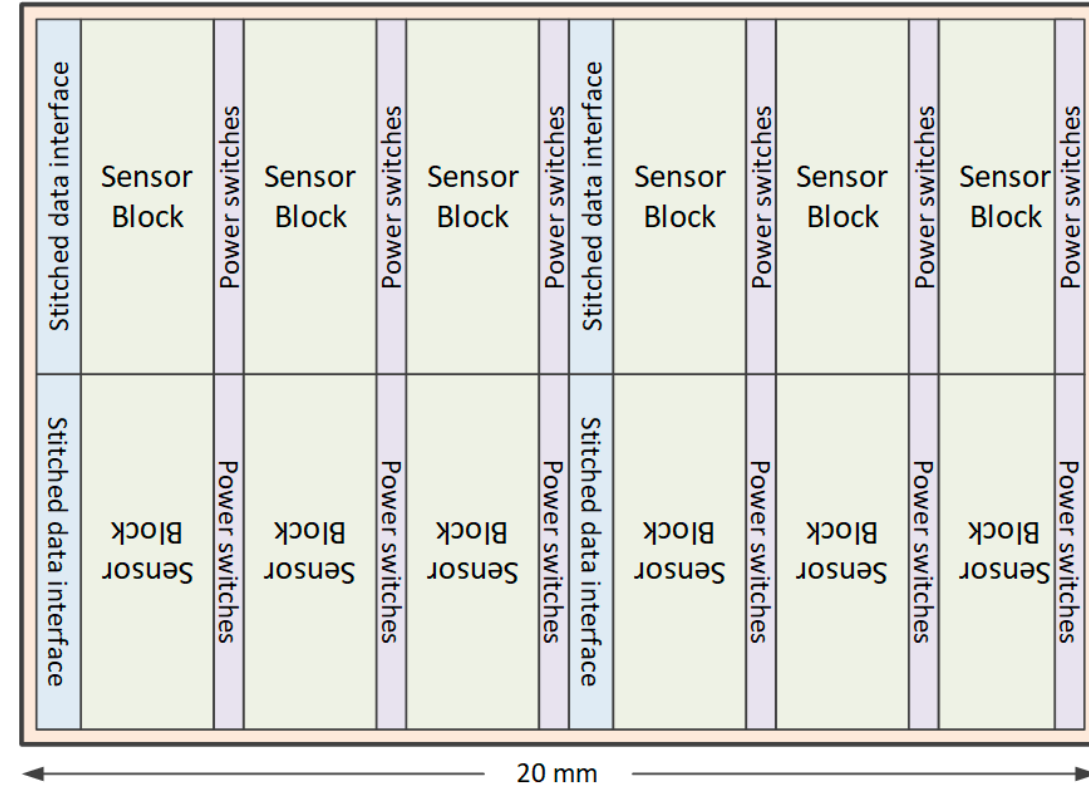 Stitched data interface
Sensor
Block
Power switches
Sensor
Block
Power switches
Sensor
Block
Power switches
Stitched data interface
Sensor
Block
Power switches
Sensor
Block
Power switches
Sensor
Block
Power switches
Stitched data interface
Sensor
Block
Power switches
Sensor
Block
Power switches
Sensor
Block
Power switches
Stitched data interface
Sensor
Block
Power switches
Sensor
Block
Power switches
Sensor
Block
Power switches
20 mm